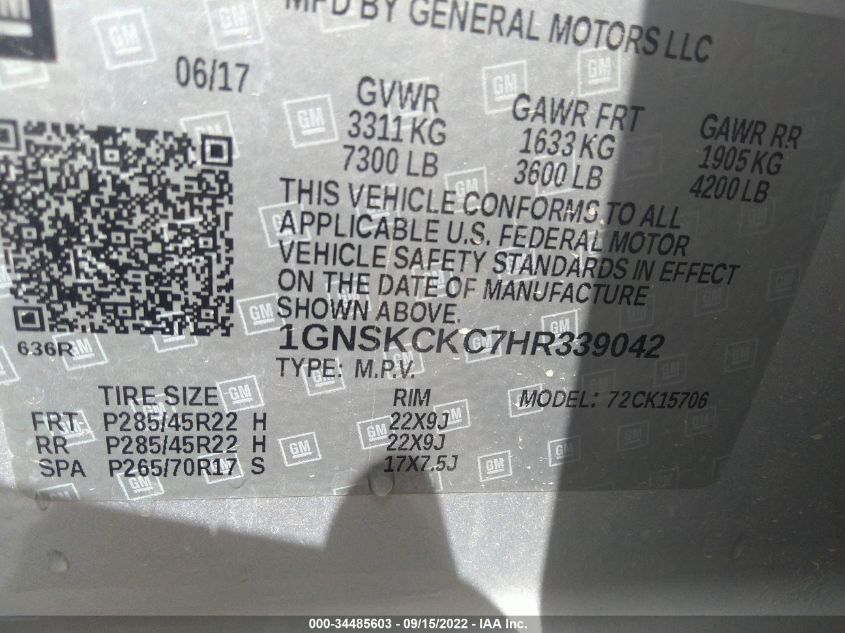 GM
MFD BY GENERAL MOTORS LLC
06/17
GVWR GAWR FRT GAWR RR
3311 KG 1633 KG 1905 KG
7300 LB 3600 LB 4200 LB
THIS VEHICLE CONFORMS TO ALL
APPLICABLE U.S. FEDERAL MOTOR
VEHICLE SAFETY STANDARDS IN EFFECT
ON THE DATE OF MANUFACTURE
SHOWN ABOVE.
636R
1GNSKCKC7HR339042
TYPE: M.P.V.
TIRE SIZE RIM MODEL: 72CK15706
FRT P285/45R22 H 22X9J
RR P285/45R22 H 22X9J
SPA P265/70R17 S 17X7.5J
000-34485603 - 09/15/2022 - IAA Inc.